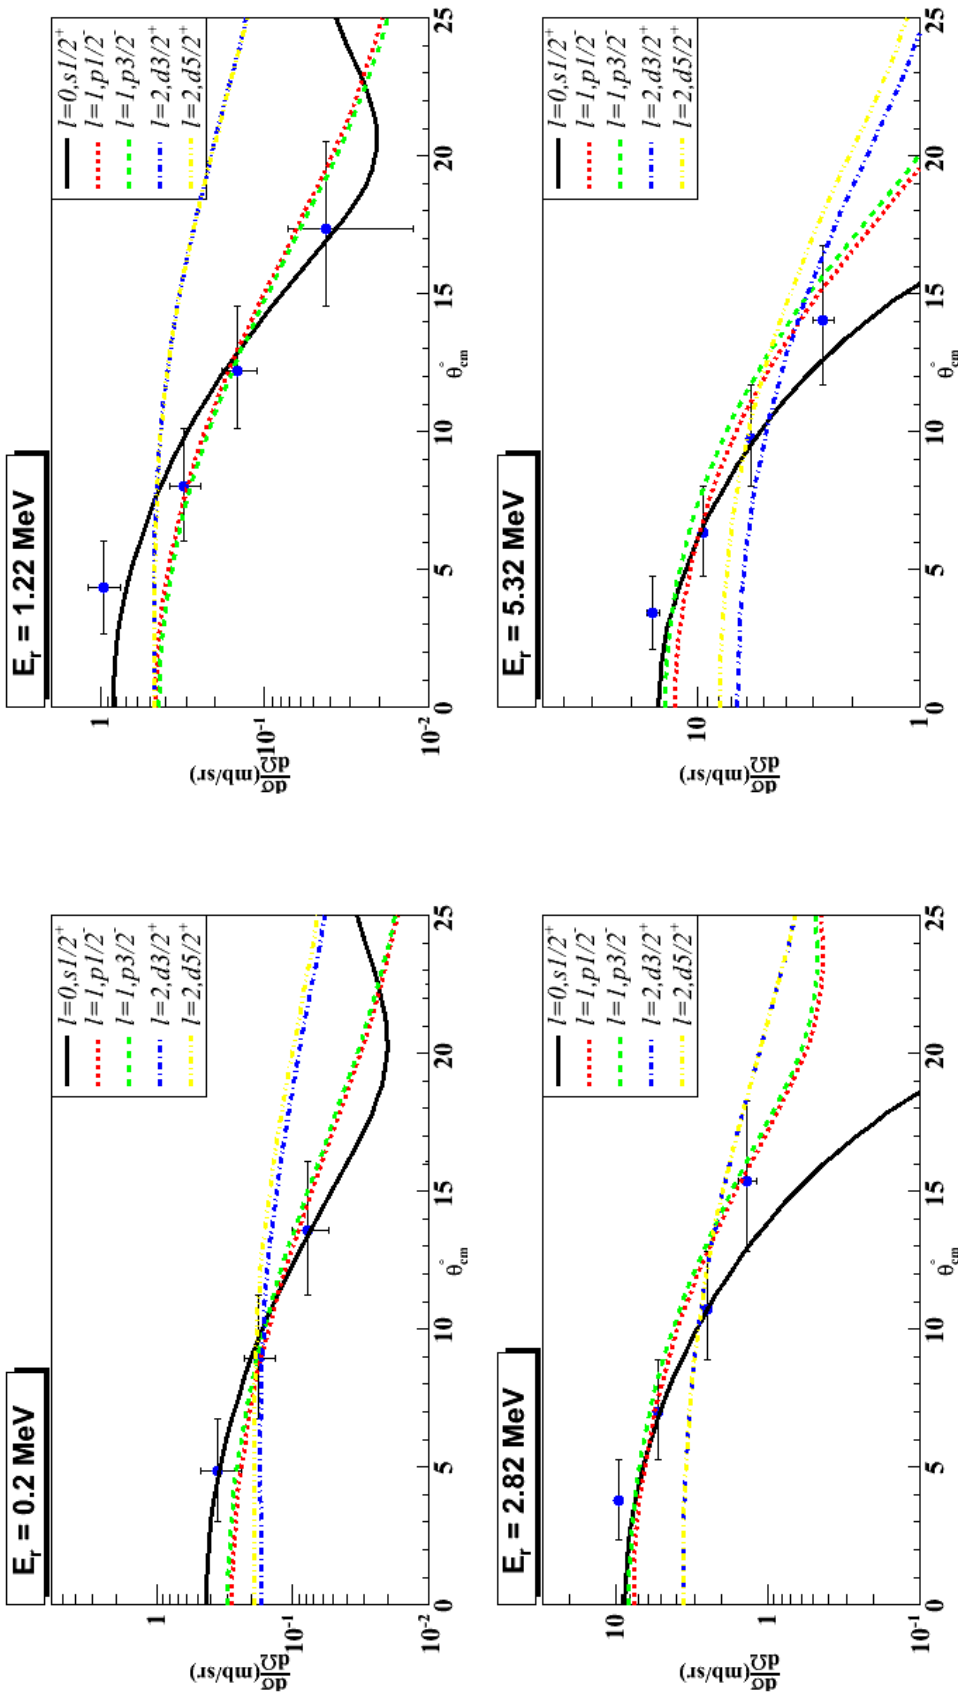 E_r = 0.2 MeV
l=0,s1/2^+
l=1,p1/2^-
l=1,p3/2^-
l=2,d3/2^+
l=2,d5/2^+
dσ/dΩ(mb/sr)
1
10^-1
10^-2
0 5 10 15 20 25
θ°_cm
E_r = 1.22 MeV
l=0,s1/2^+
l=1,p1/2^-
l=1,p3/2^-
l=2,d3/2^+
l=2,d5/2^+
dσ/dΩ(mb/sr)
1
10^-1
10^-2
0 5 10 15 20 25
θ°_cm
E_r = 2.82 MeV
l=0,s1/2^+
l=1,p1/2^-
l=1,p3/2^-
l=2,d3/2^+
l=2,d5/2^+
dσ/dΩ(mb/sr)
10
1
10^-1
0 5 10 15 20 25
θ°_cm
E_r = 5.32 MeV
l=0,s1/2^+
l=1,p1/2^-
l=1,p3/2^-
l=2,d3/2^+
l=2,d5/2^+
dσ/dΩ(mb/sr)
10
1
0 5 10 15 20 25
θ°_cm